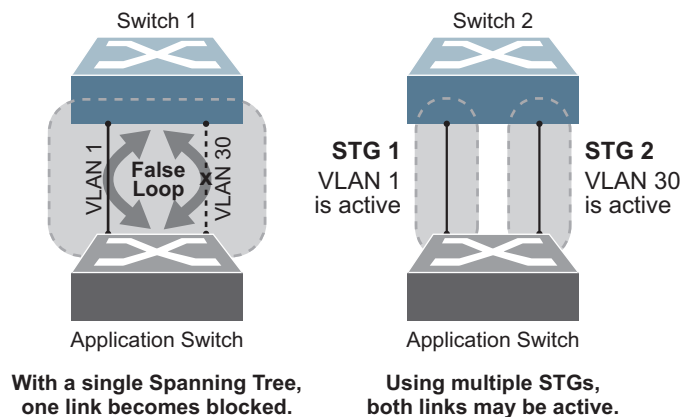 Switch 1
VLAN 1
False
Loop
VLAN 30
x
Application Switch
With a single Spanning Tree,
one link becomes blocked.
Switch 2
STG 1
VLAN 1
is active
STG 2
VLAN 30
is active
Application Switch
Using multiple STGs,
both links may be active.